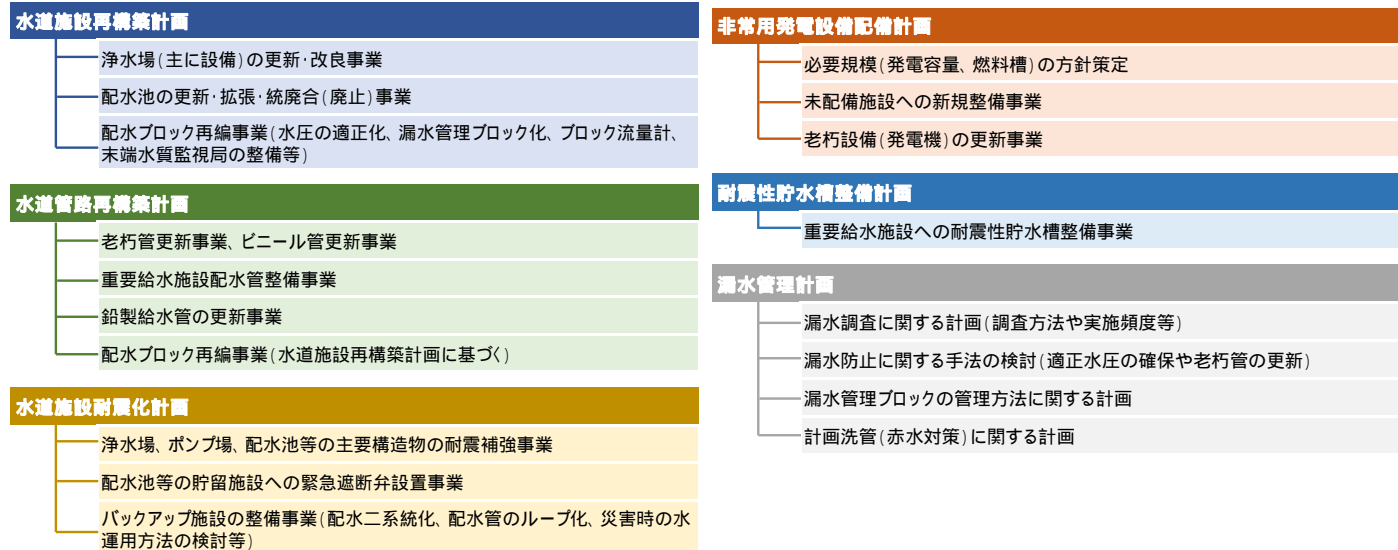 水道施設再構築計画
浄水場(主に設備)の更新･改良事業
配水池の更新･拡張･統廃合(廃止)事業
配水ブロック再編事業(水圧の適正化、漏水管理ブロック化、ブロック流量計、
末端水質監視局の整備等)
水道管路再構築計画
老朽管更新事業、ビニール管更新事業
重要給水施設配水管整備事業
鉛製給水管の更新事業
配水ブロック再編事業(水道施設再構築計画に基づく)
水道施設耐震化計画
浄水場、ポンプ場、配水池等の主要構造物の耐震補強事業
配水池等の貯留施設への緊急遮断弁設置事業
バックアップ施設の整備事業(配水二系統化、配水管のループ化、災害時の水
運用方法の検討等)
非常用発電設備配備計画
必要規模(発電容量、燃料槽)の方針策定
未配備施設への新規整備事業
老朽設備(発電機)の更新事業
耐震性貯水槽整備計画
重要給水施設への耐震性貯水槽整備事業
漏水管理計画
漏水調査に関する計画(調査方法や実施頻度等)
漏水防止に関する手法の検討(適正水圧の確保や老朽管の更新)
漏水管理ブロックの管理方法に関する計画
計画洗管(赤水対策)に関する計画